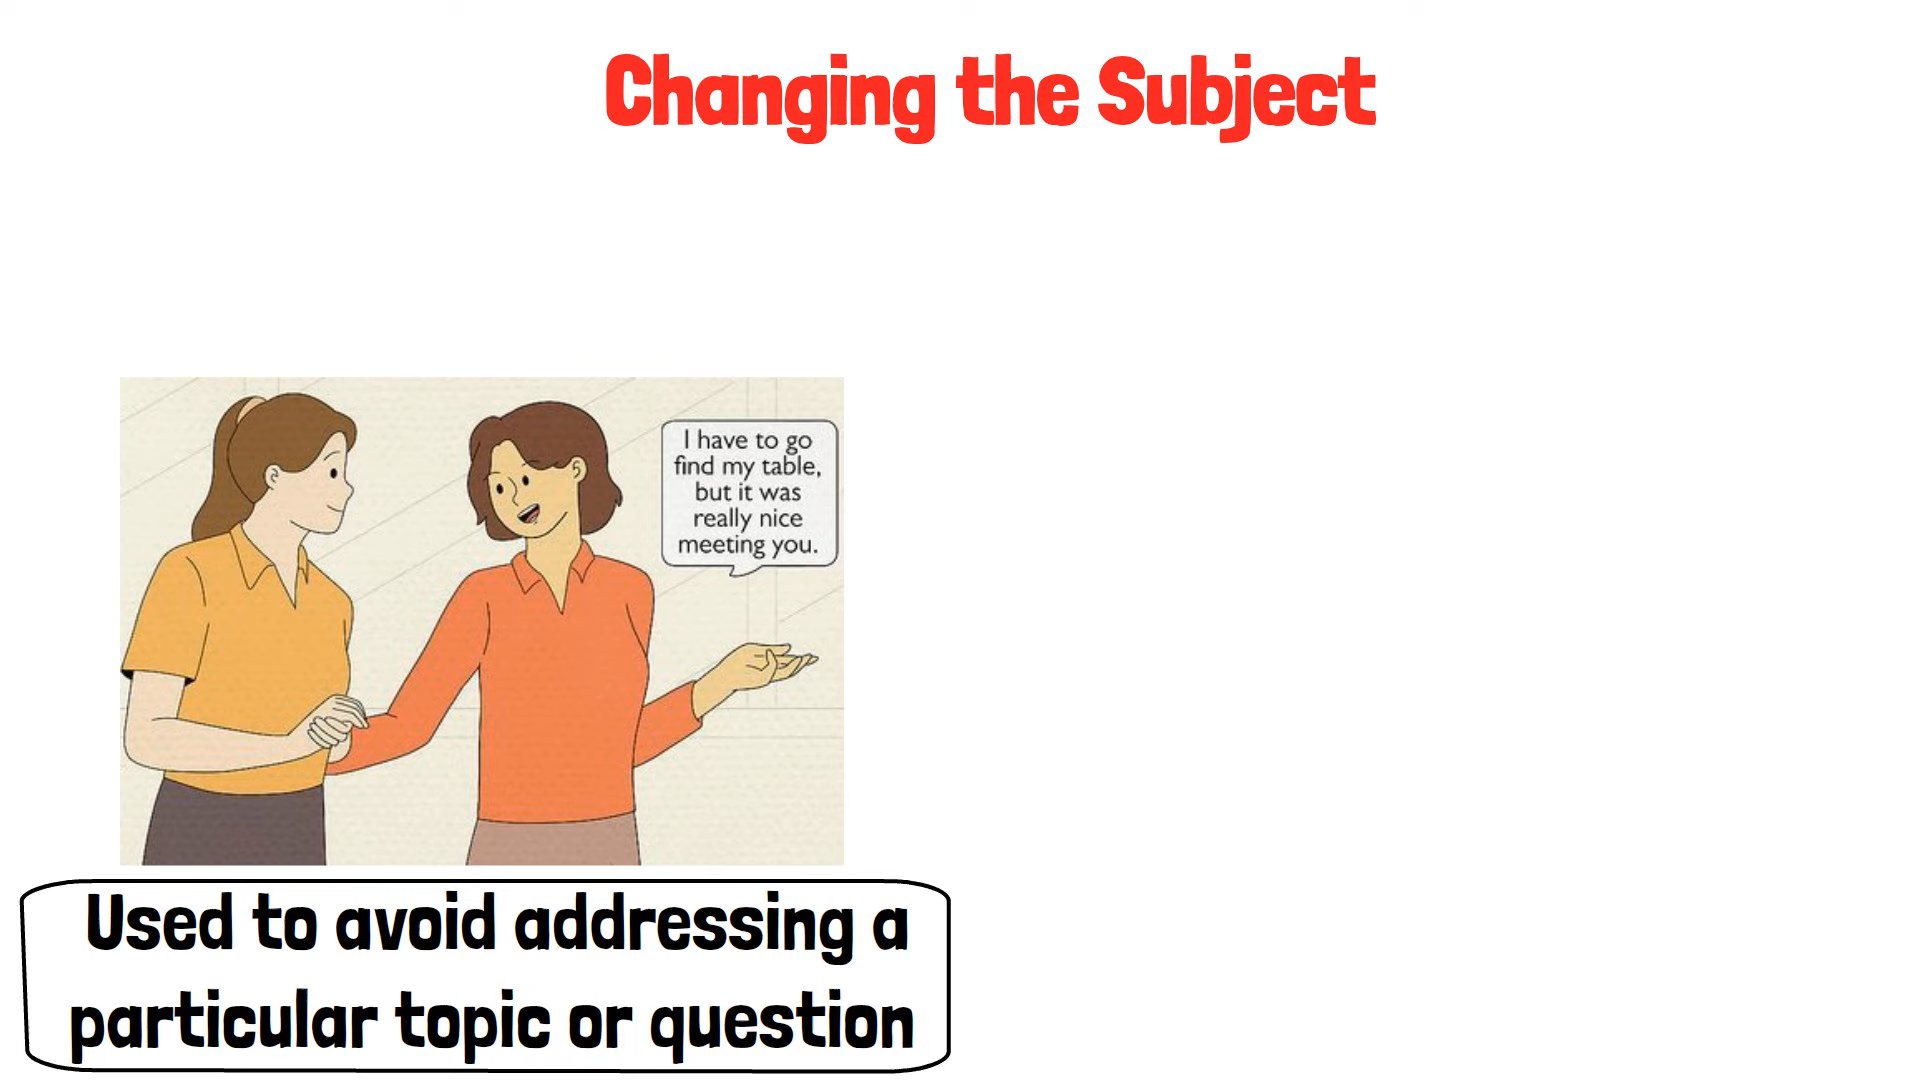 Changing the Subject
I have to go
find my table,
but it was
really nice
meeting you.
Used to avoid addressing a
particular topic or question